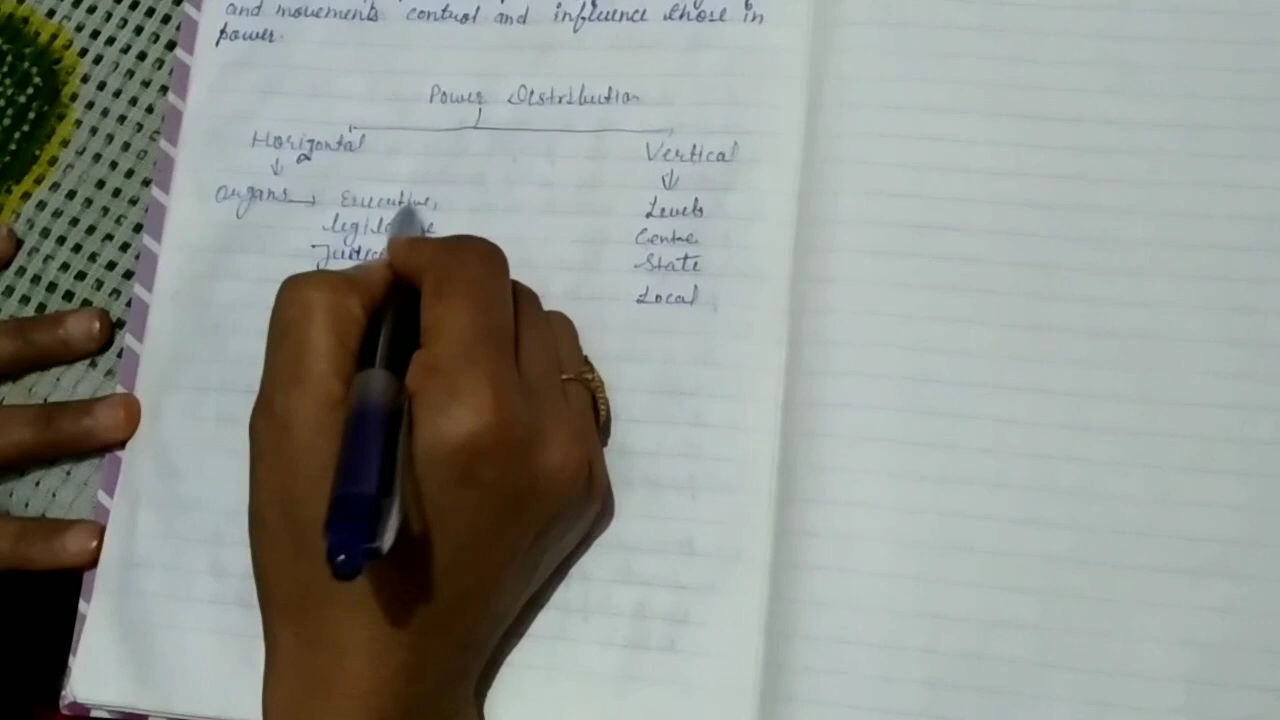 and movements control and influence those in
power.
Power Distribution
Horizontal
Vertical
Organs → Executive,
Levels
Centre
State
Local